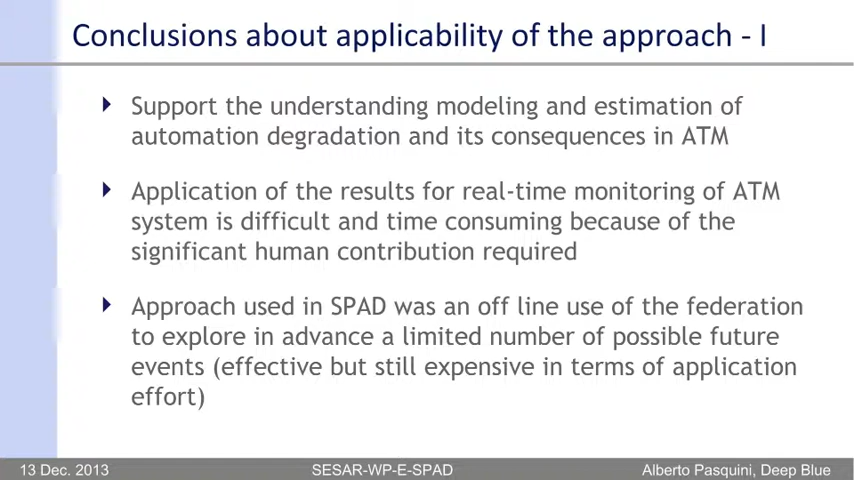 Conclusions about applicability of the approach - I
Support the understanding modeling and estimation of
automation degradation and its consequences in ATM
Application of the results for real-time monitoring of ATM
system is difficult and time consuming because of the
significant human contribution required
Approach used in SPAD was an off line use of the federation
to explore in advance a limited number of possible future
events (effective but still expensive in terms of application
effort)
13 Dec. 2013
SESAR-WP-E-SPAD
Alberto Pasquini, Deep Blue